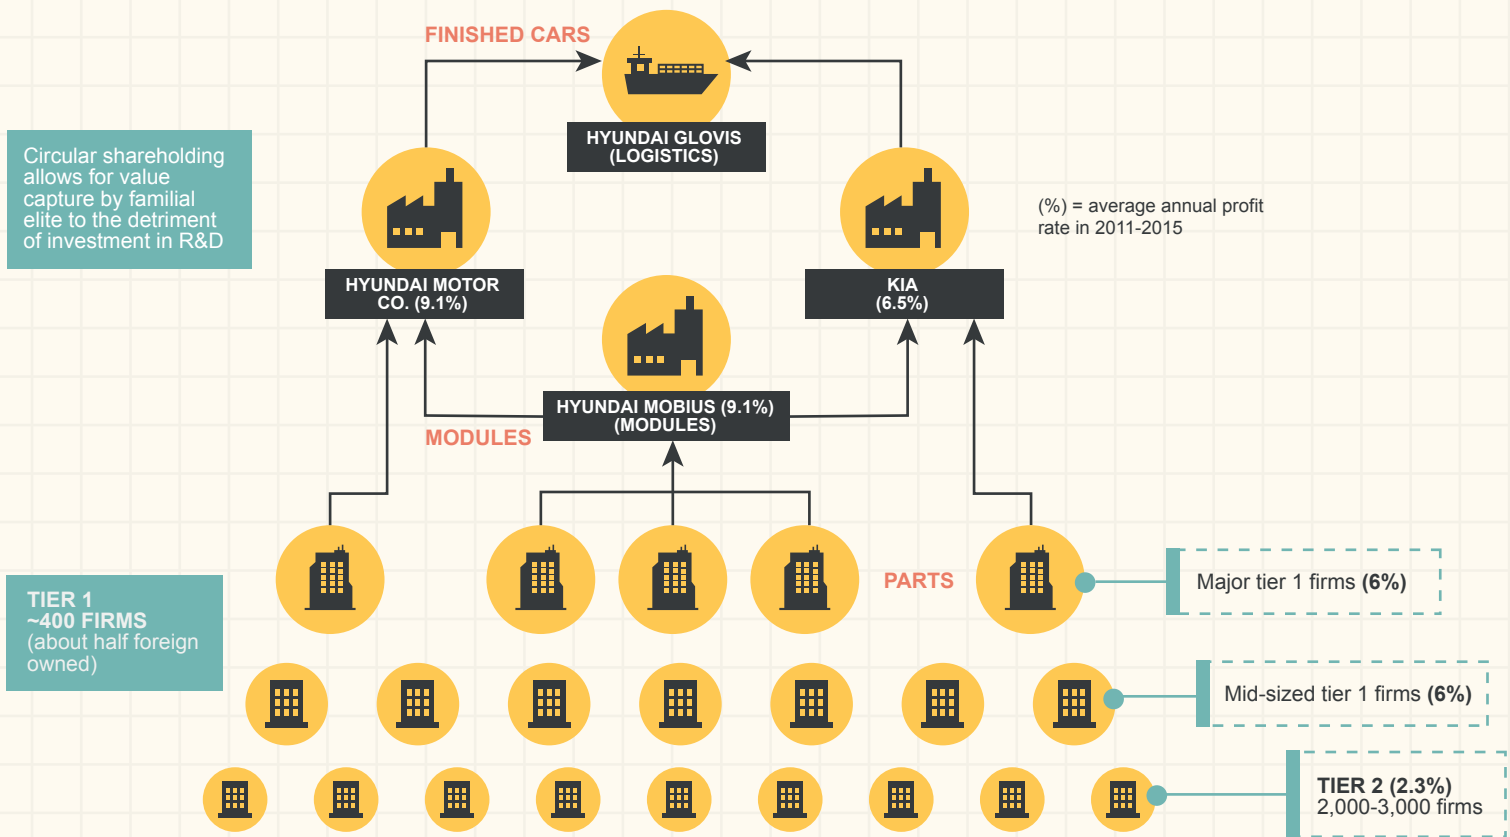 FINISHED CARS
HYUNDAI GLOVIS
(LOGISTICS)
Circular shareholding
allows for value
capture by familial
elite to the detriment
of investment in R&D
(%) = average annual profit
rate in 2011-2015
HYUNDAI MOTOR
CO. (9.1%)
KIA
(6.5%)
HYUNDAI MOBIUS (9.1%)
(MODULES)
MODULES
PARTS
Major tier 1 firms (6%)
TIER 1
~400 FIRMS
(about half foreign
owned)
Mid-sized tier 1 firms (6%)
TIER 2 (2.3%)
2,000-3,000 firms